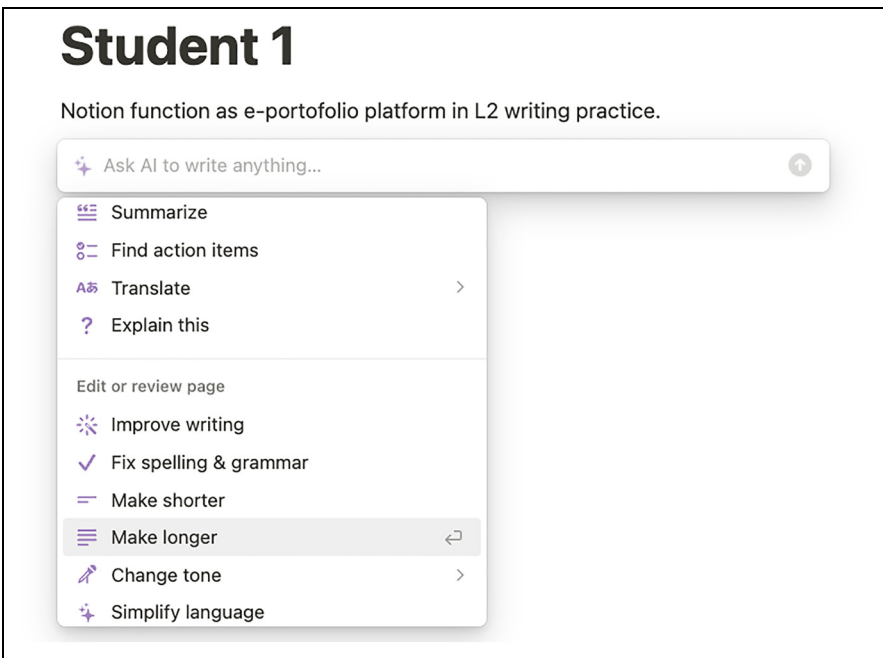 Student 1
Notion function as e-portofolio platform in L2 writing practice.
Ask AI to write anything...
Summarize
Find action items
Translate
Explain this
Edit or review page
Improve writing
Fix spelling & grammar
Make shorter
Make longer
Change tone
Simplify language